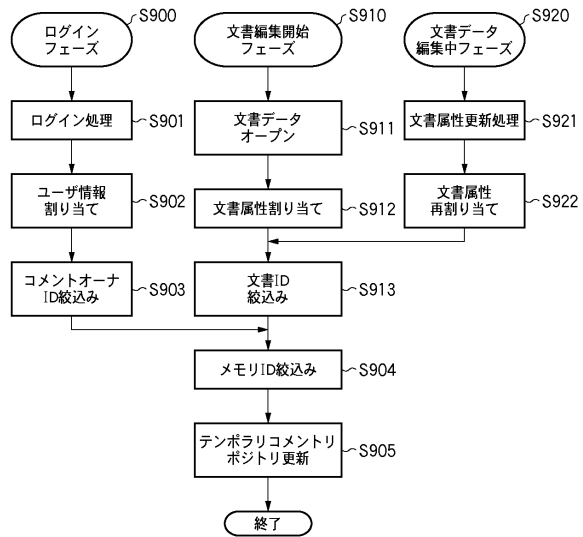 S900
ログイン
フェーズ
S910
文書編集開始
フェーズ
S920
文書データ
編集中フェーズ
ログイン処理
S901
文書データ
オープン
S911
文書属性更新処理
S921
ユーザ情報
割り当て
S902
文書属性割り当て
S912
文書属性
再割り当て
S922
コメントオーナ
ID絞込み
S903
文書ID
絞込み
S913
メモリID絞込み
S904
テンポラリコメントリ
ポジトリ更新
S905
終了